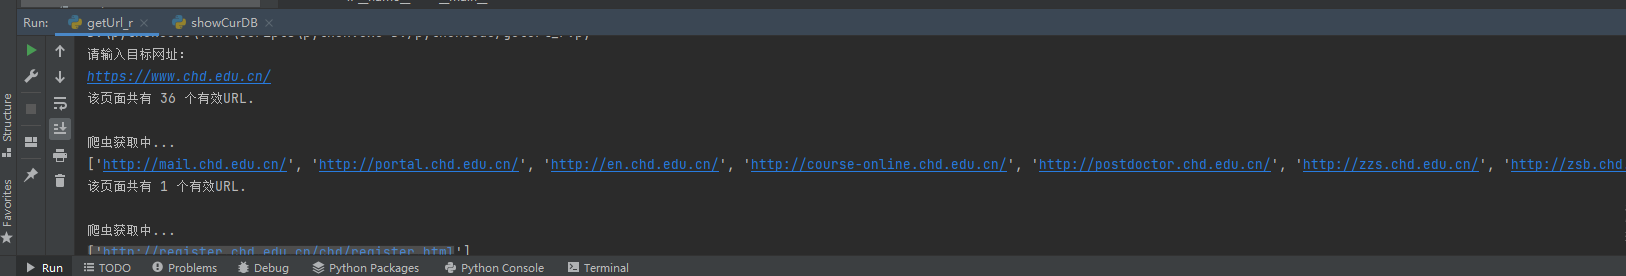 Run: getUrl_r × showCurDB ×
请输入目标网址:
https://www.chd.edu.cn/
该页面共有 36 个有效URL.
爬虫获取中...
['http://mail.chd.edu.cn/', 'http://portal.chd.edu.cn/', 'http://en.chd.edu.cn/', 'http://course-online.chd.edu.cn/', 'http://postdoctor.chd.edu.cn/', 'http://zzs.chd.edu.cn/', 'http://zsb.chd
该页面共有 1 个有效URL.
爬虫获取中...
['http://register.chd.edu.cn/chd/register.html']
Structure
Favorites
Run TODO Problems Debug Python Packages Python Console Terminal